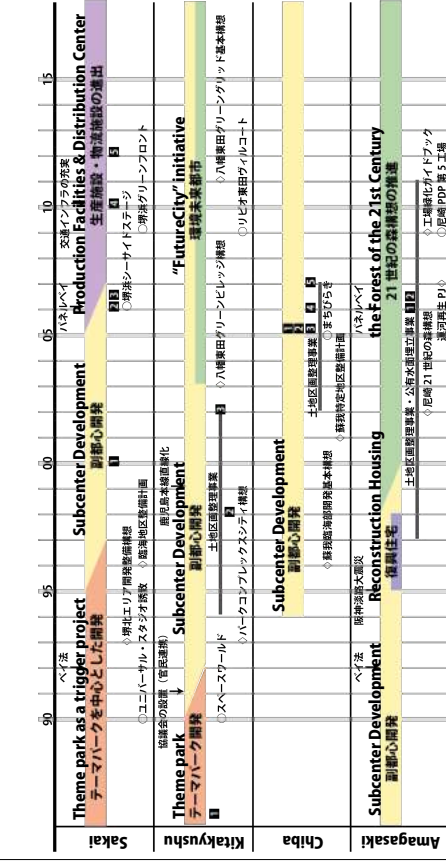 90 95 00 05 10 15
Sakai
ベイ法
パネルベイ
交通インフラの充実
Theme park as a trigger project
Subcenter Development
Production Facilities & Distribution Center
テーマパークを中心とした開発
副都心開発
生産施設・物流施設の進出
1 2 3 4 5
◇堺北エリア開発整備構想
○堺浜シーサイドステージ
○ユニバーサル・スタジオ誘致
◇臨海地区整備計画
○堺浜グリーンフロント
Kitakyushu
協議会の設置（官民連携）
鹿児島本線直線化
Theme park
Subcenter Development
"FutureCity" initiative
テーマパーク開発
副都心開発
環境未来都市
1
土地区画整理事業
3
○スペースワールド
2
◇八幡東田グリーンビレッジ構想
◇八幡東田グリーングリッド基本構想
◇パークコンプレックスシティ構想
○リビオ東田ヴィルコート
Chiba
Subcenter Development
副都心開発
1
2
土地区画整理事業 3 4 5
◇蘇我臨海部開発基本構想
○まちびらき
◇蘇我特定地区整備計画
Amagasaki
ベイ法
阪神淡路大震災
パネルベイ
Subcenter Development
Reconstruction Housing
the Forest of the 21st Century
副都心開発
復興住宅
21 世紀の森構想の推進
土地区画整理事業・公有水面埋立事業 1 2
◇尼崎 21 世紀の森構想
◇工場緑化ガイドブック
運河再生 PJ◇
○尼崎 PDP 第 5 工場